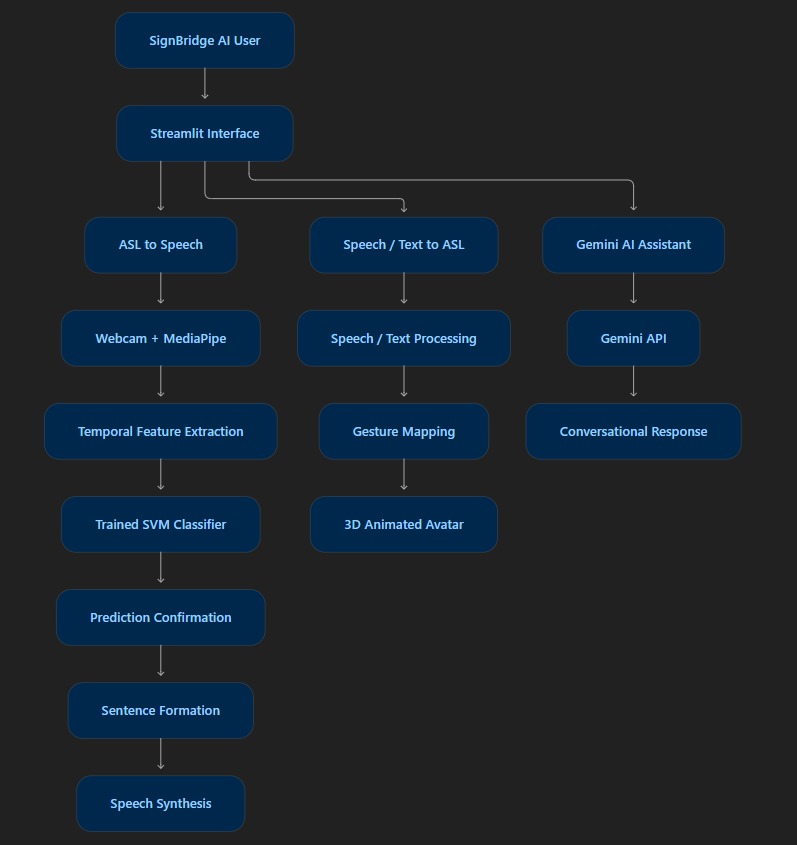 SignBridge AI User
Streamlit Interface
ASL to Speech
Speech / Text to ASL
Gemini AI Assistant
Webcam + MediaPipe
Speech / Text Processing
Gemini API
Temporal Feature Extraction
Gesture Mapping
Conversational Response
Trained SVM Classifier
3D Animated Avatar
Prediction Confirmation
Sentence Formation
Speech Synthesis